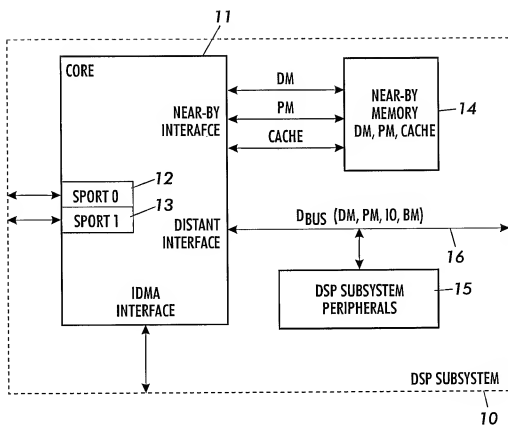 11
CORE
DM
NEAR-BY
INTERAFCE
PM
CACHE
NEAR-BY
MEMORY
DM, PM, CACHE
14
12
SPORT 0
SPORT 1
13
DISTANT
INTERFACE
DBUS (DM, PM, IO, BM)
16
IDMA
INTERFACE
DSP SUBSYSTEM
PERIPHERALS
15
DSP SUBSYSTEM
10